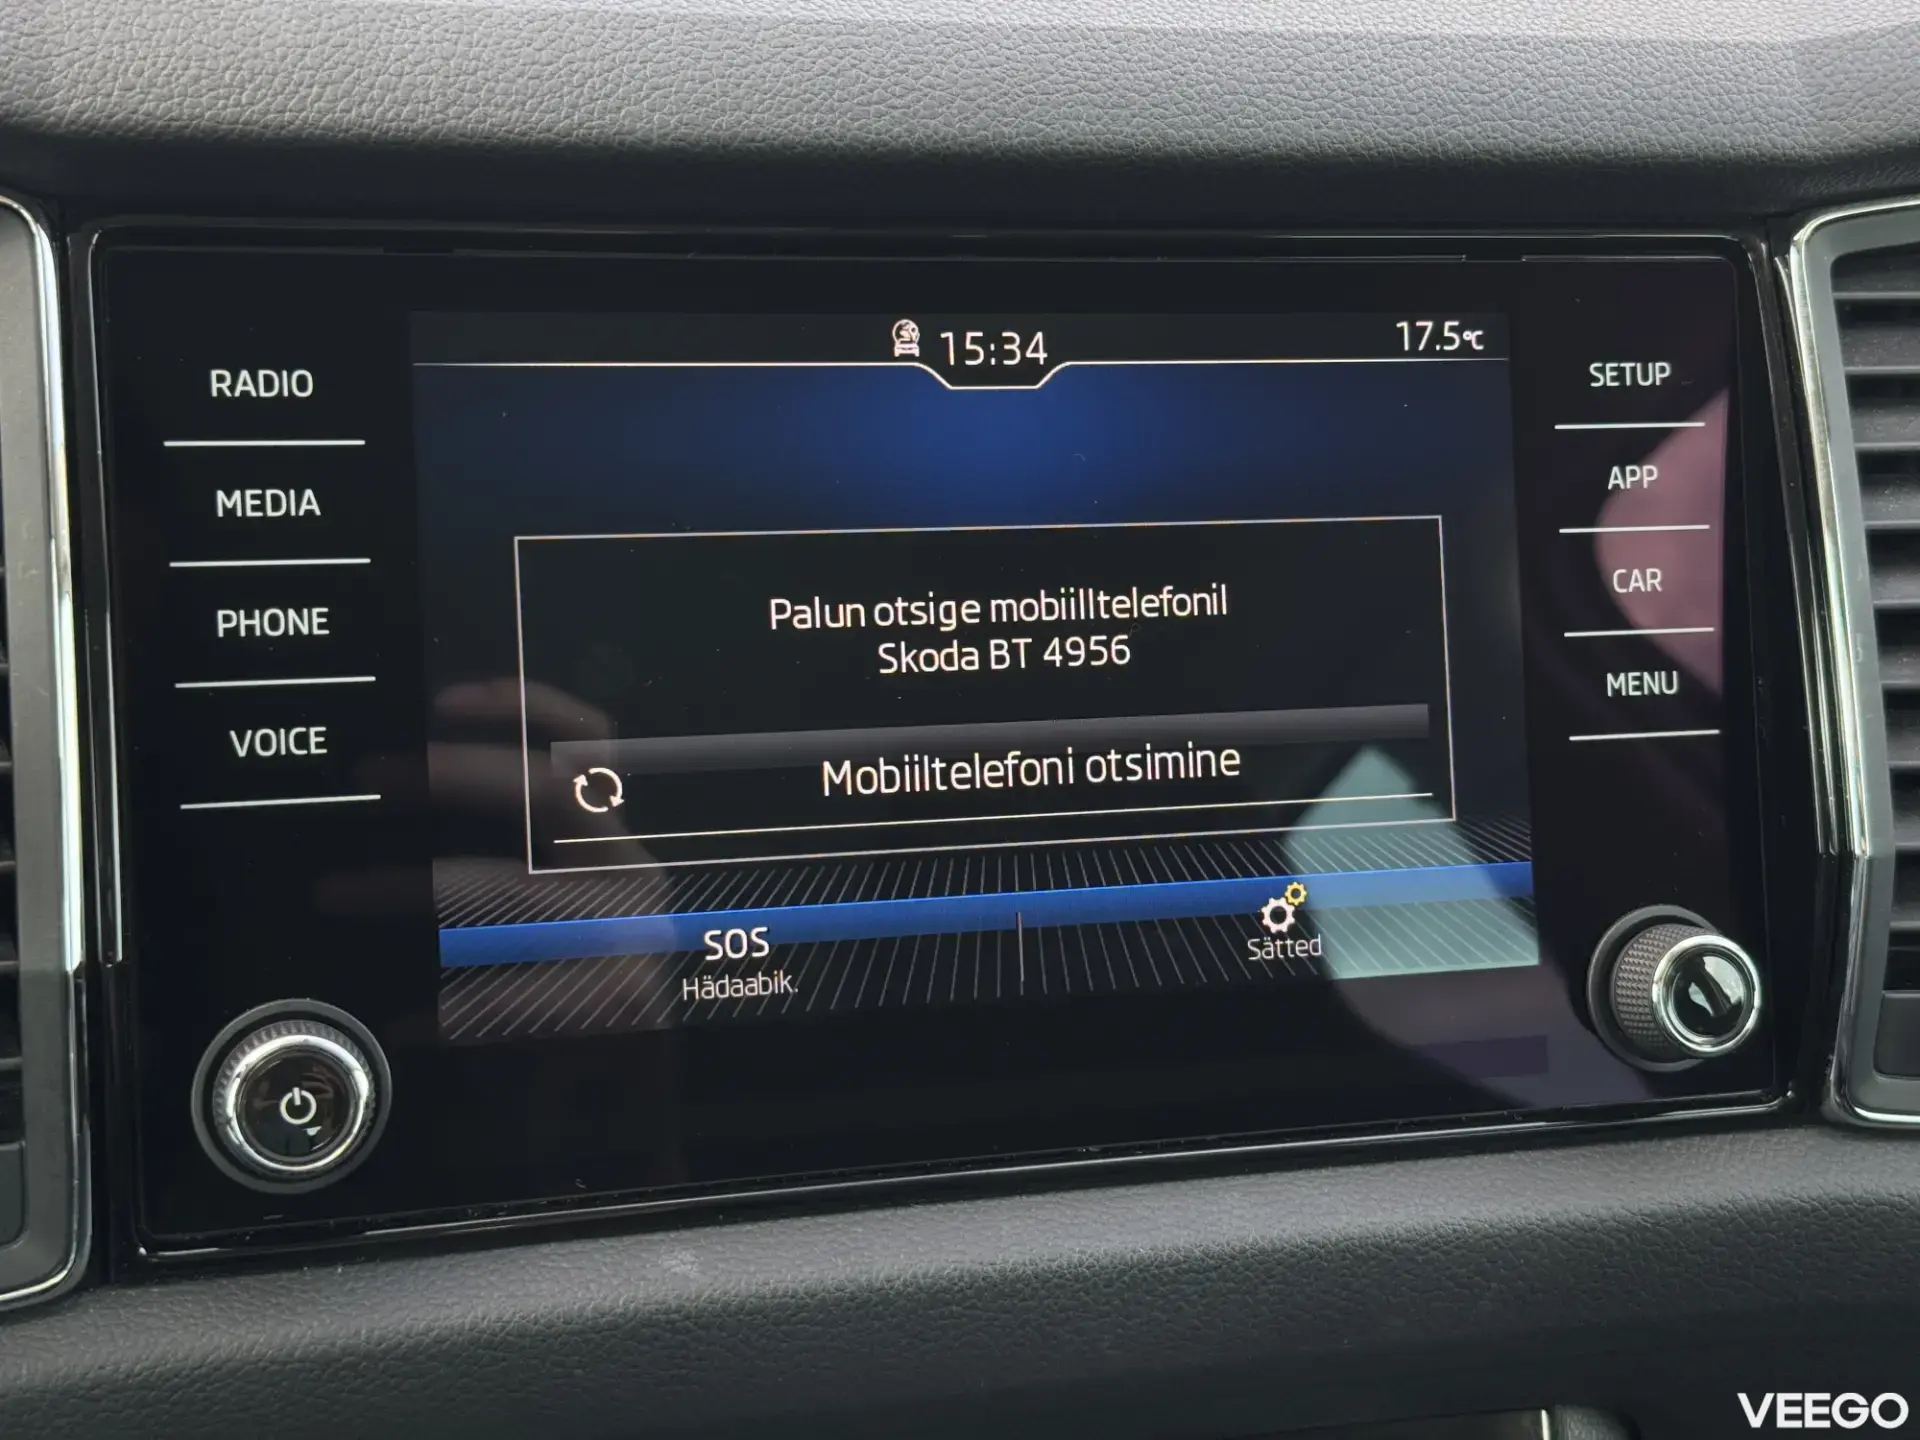 15:34
17.5°C
RADIO
MEDIA
PHONE
VOICE
Palun otsige mobiilltelefonil
Skoda BT 4956
Mobiiltelefoni otsimine
SOS
Hädaabik.
Sätted
SETUP
APP
CAR
MENU
VEEGO